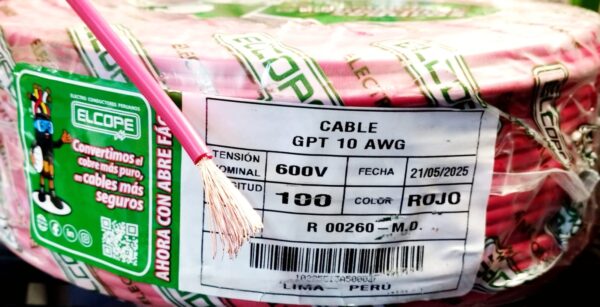 ELCOPE
ELECTRO CONDUCTORES PERUANOS
ELCOPE
Convertimos el
cobre más puro,
en cables más
seguros
AHORA CON ABRE FÁC
CABLE
GPT 10 AWG
TENSIÓN
NOMINAL
600V
FECHA
21/05/2025
100
COLOR
ROJO
R 00260-M.D.
LIMA - PERÚ